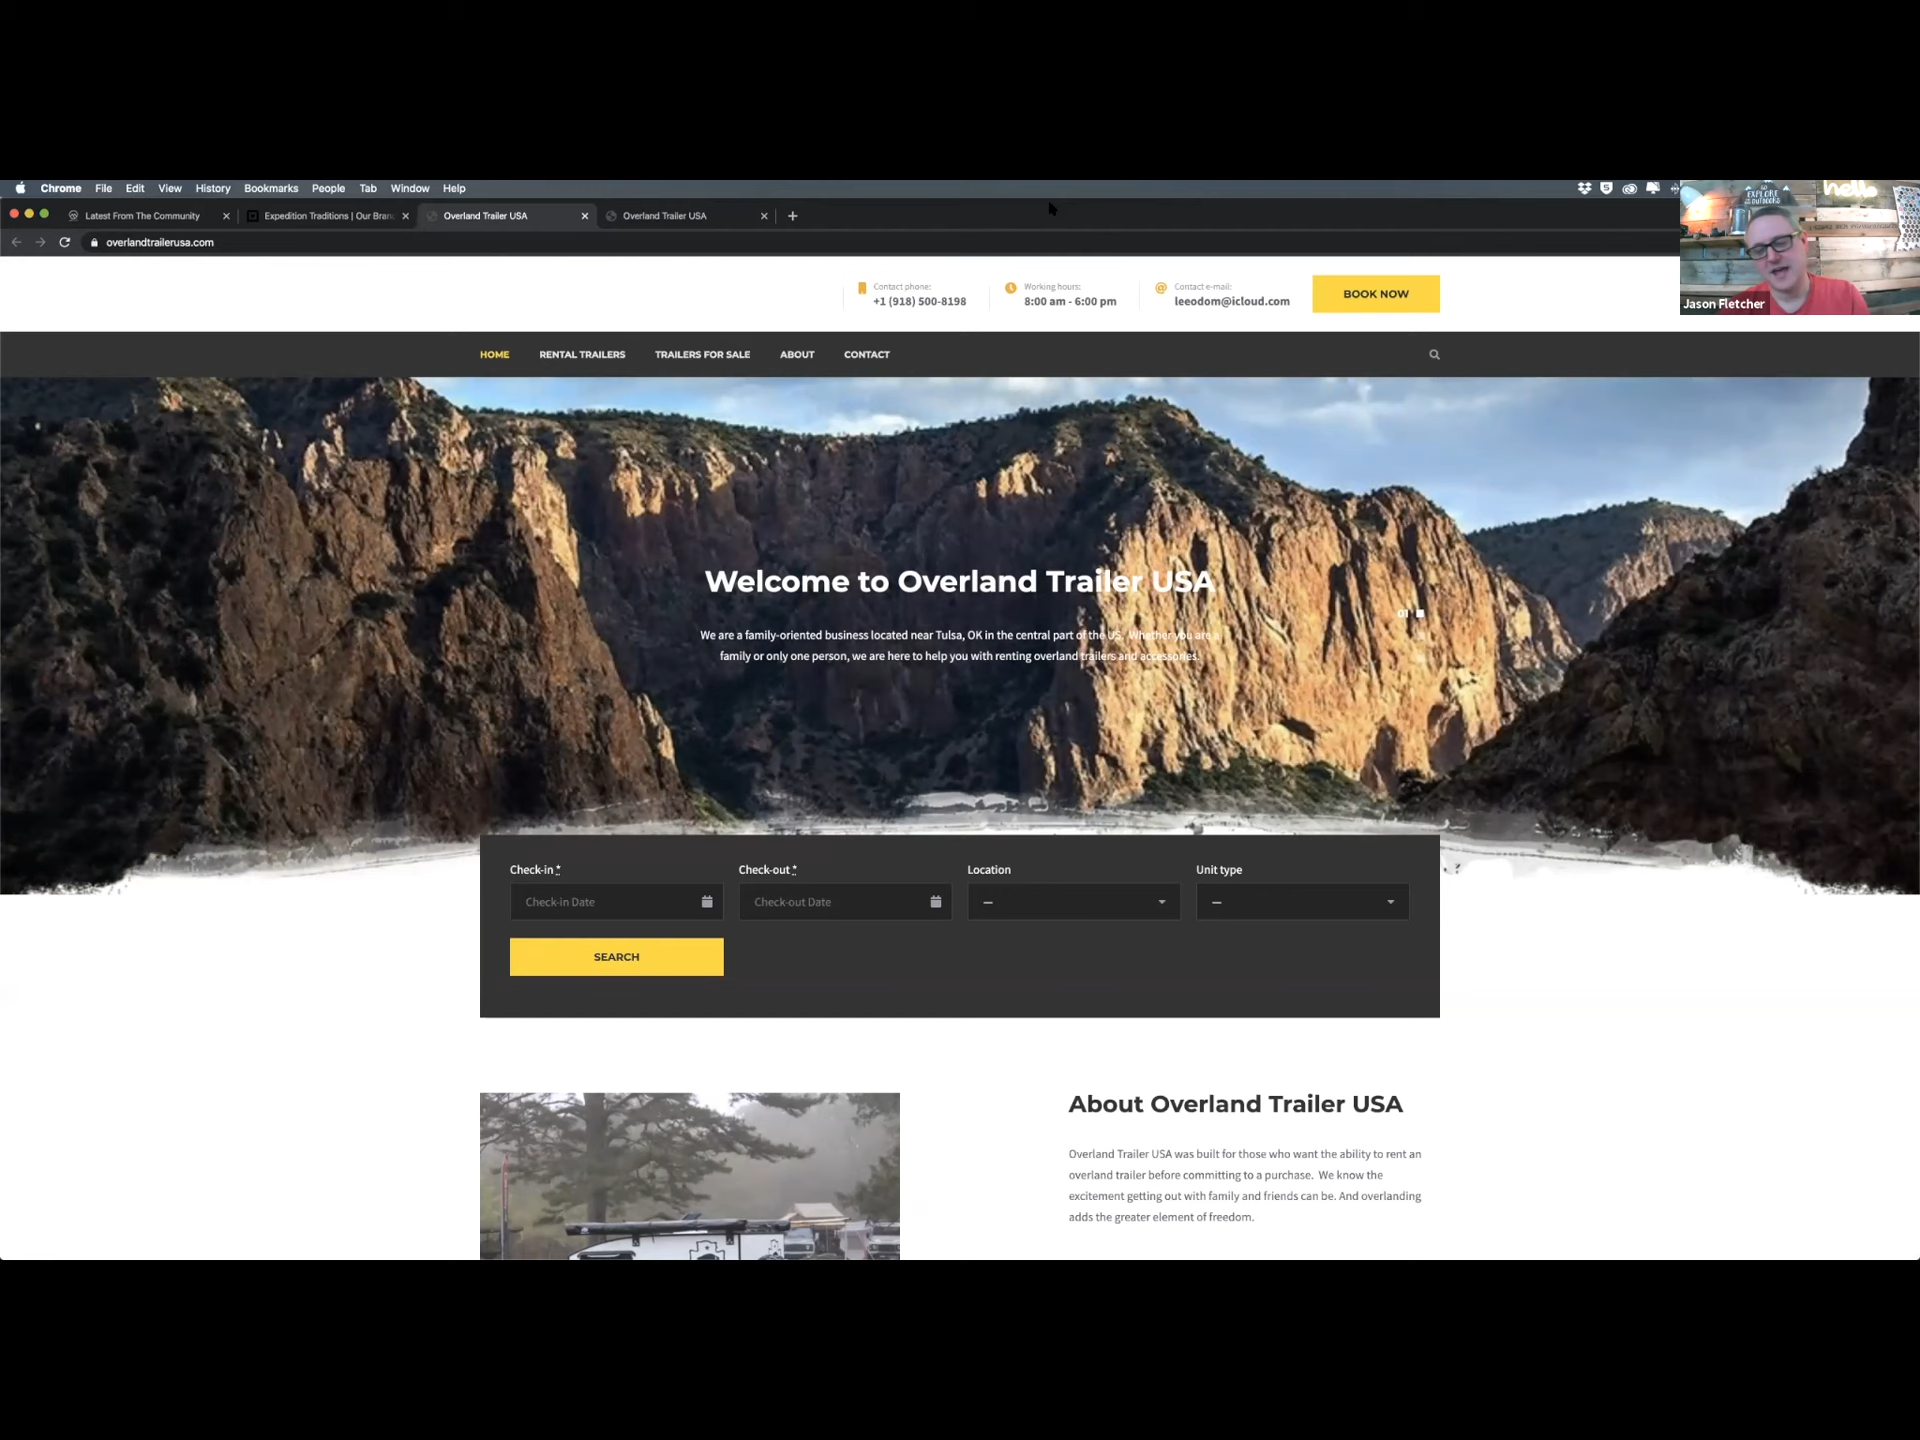 Chrome File Edit View History Bookmarks People Tab Window Help
Latest From The Community
Expedition Traditions | Our Bran
Overland Trailer USA
Overland Trailer USA
overlandtrailerusa.com
hello
EXPLORE
OUTDOORS
Jason Fletcher
Contact phone:
+1 (918) 500-8198
Working hours:
8:00 am - 6:00 pm
Contact e-mail:
leeodom@icloud.com
BOOK NOW
HOME RENTAL TRAILERS TRAILERS FOR SALE ABOUT CONTACT
Welcome to Overland Trailer USA
We are a family-oriented business located near Tulsa, OK in the central part of the US. Whether you are a
family or only one person, we are here to help you with renting overland trailers and accessories.
01
Check-in * Check-out * Location Unit type
Check-in Date Check-out Date — —
SEARCH
About Overland Trailer USA
Overland Trailer USA was built for those who want the ability to rent an
overland trailer before committing to a purchase. We know the
excitement getting out with family and friends can be. And overlanding
adds the greater element of freedom.